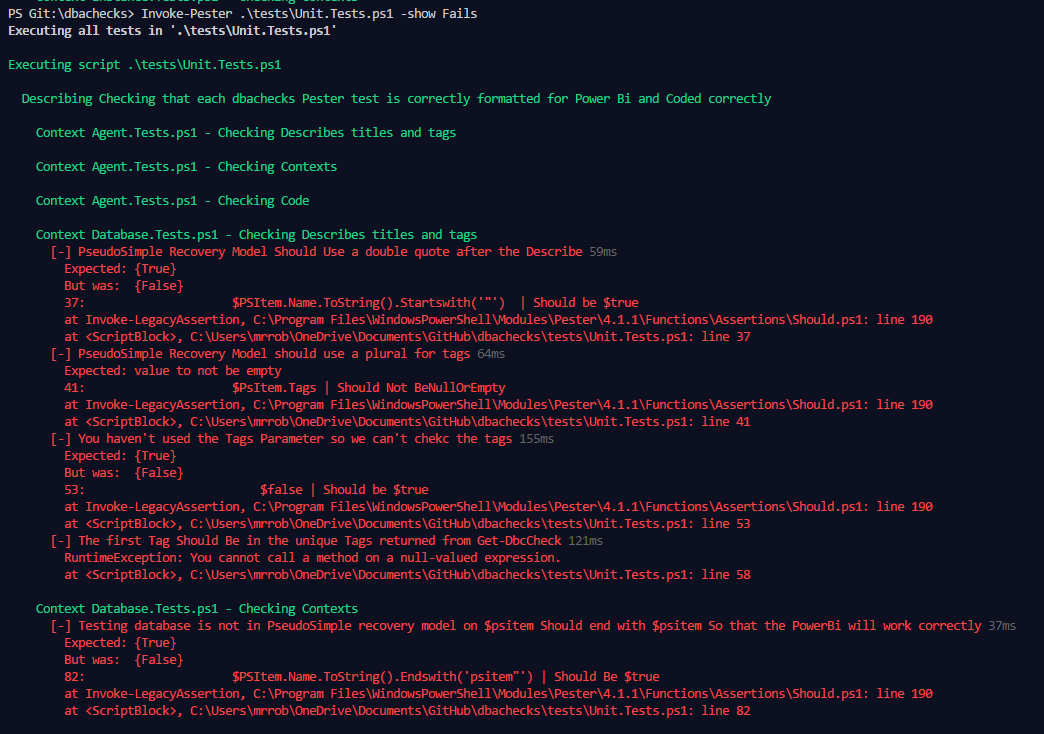 PS Git:\dbachecks> Invoke-Pester .\tests\Unit.Tests.ps1 -show Fails
Executing all tests in '.\tests\Unit.Tests.ps1'
Executing script .\tests\Unit.Tests.ps1
Describing Checking that each dbachecks Pester test is correctly formatted for Power Bi and Coded correctly
Context Agent.Tests.ps1 - Checking Describes titles and tags
Context Agent.Tests.ps1 - Checking Contexts
Context Agent.Tests.ps1 - Checking Code
Context Database.Tests.ps1 - Checking Describes titles and tags
[-] PseudoSimple Recovery Model Should Use a double quote after the Describe 59ms
Expected: {True}
But was:  {False}
37:                     $PSItem.Name.ToString().Startswith('"')  | Should be $true
at Invoke-LegacyAssertion, C:\Program Files\WindowsPowerShell\Modules\Pester\4.1.1\Functions\Assertions\Should.ps1: line 190
at <ScriptBlock>, C:\Users\mrrob\OneDrive\Documents\GitHub\dbachecks\tests\Unit.Tests.ps1: line 37
[-] PseudoSimple Recovery Model should use a plural for tags 64ms
Expected: value to not be empty
41:                     $PsItem.Tags | Should Not BeNullOrEmpty
at Invoke-LegacyAssertion, C:\Program Files\WindowsPowerShell\Modules\Pester\4.1.1\Functions\Assertions\Should.ps1: line 190
at <ScriptBlock>, C:\Users\mrrob\OneDrive\Documents\GitHub\dbachecks\tests\Unit.Tests.ps1: line 41
[-] You haven't used the Tags Parameter so we can't chekc the tags 155ms
Expected: {True}
But was:  {False}
53:                         $false | Should be $true
at Invoke-LegacyAssertion, C:\Program Files\WindowsPowerShell\Modules\Pester\4.1.1\Functions\Assertions\Should.ps1: line 190
at <ScriptBlock>, C:\Users\mrrob\OneDrive\Documents\GitHub\dbachecks\tests\Unit.Tests.ps1: line 53
[-] The first Tag Should Be in the unique Tags returned from Get-DbcCheck 121ms
RuntimeException: You cannot call a method on a null-valued expression.
at <ScriptBlock>, C:\Users\mrrob\OneDrive\Documents\GitHub\dbachecks\tests\Unit.Tests.ps1: line 58
Context Database.Tests.ps1 - Checking Contexts
[-] Testing database is not in PseudoSimple recovery model on $psitem Should end with $psitem So that the PowerBi will work correctly 37ms
Expected: {True}
But was:  {False}
82:                     $PSItem.Name.ToString().Endswith('psitem"') | Should Be $true
at Invoke-LegacyAssertion, C:\Program Files\WindowsPowerShell\Modules\Pester\4.1.1\Functions\Assertions\Should.ps1: line 190
at <ScriptBlock>, C:\Users\mrrob\OneDrive\Documents\GitHub\dbachecks\tests\Unit.Tests.ps1: line 82